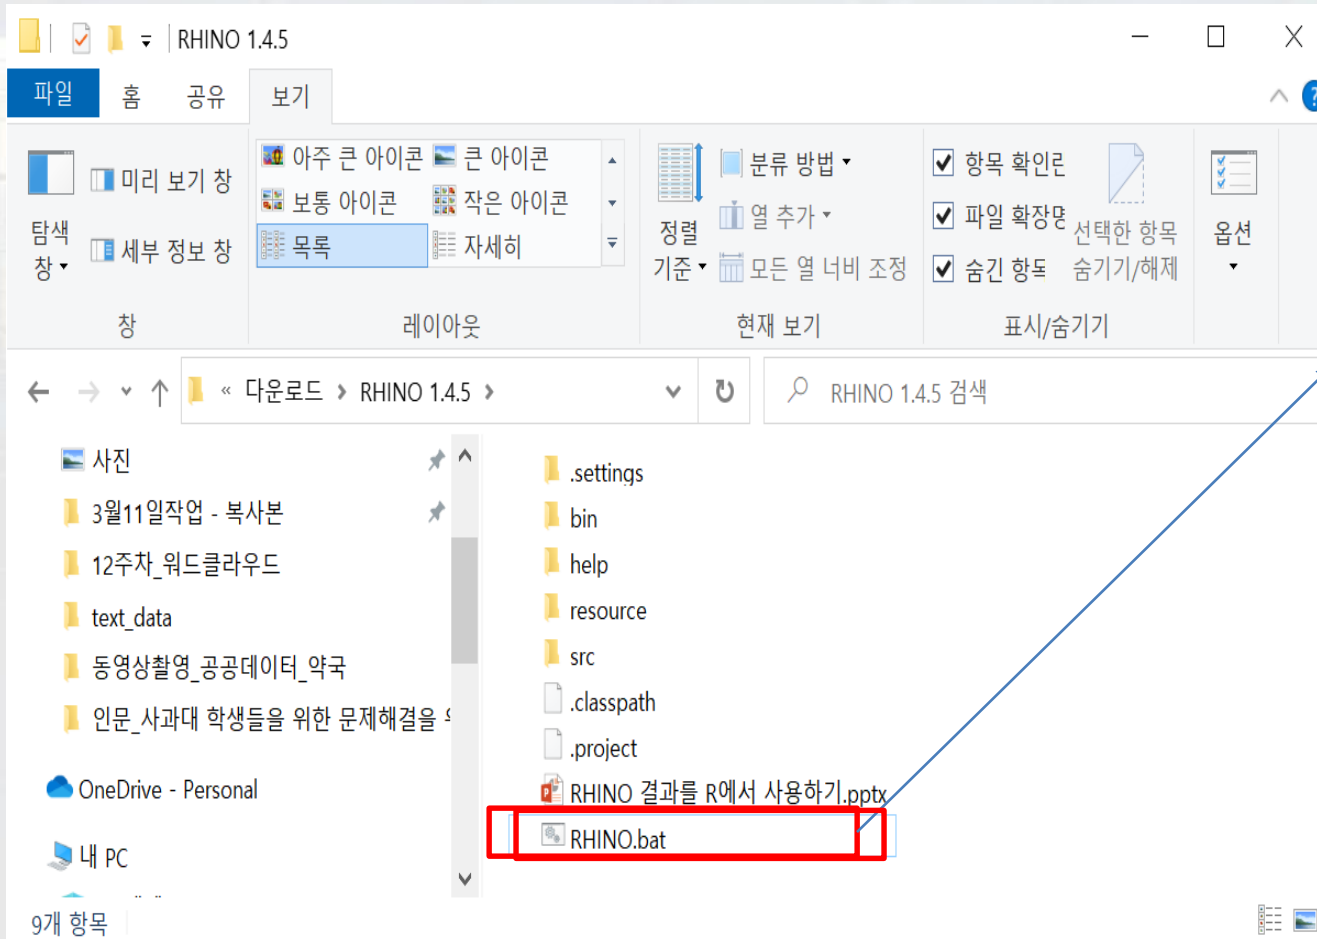 RHINO 1.4.5
파일 홈 공유 보기
탐색 창
미리 보기 창
세부 정보 창
창
아주 큰 아이콘 큰 아이콘
보통 아이콘 작은 아이콘
목록 자세히
레이아웃
정렬 기준
분류 방법
열 추가
모든 열 너비 조정
현재 보기
항목 확인란
파일 확장명
숨긴 항목
선택한 항목
숨기기/해제
표시/숨기기
옵션
« 다운로드 › RHINO 1.4.5 ›
RHINO 1.4.5 검색
사진
3월11일작업 - 복사본
12주차_워드클라우드
text_data
동영상촬영_공공데이터_약국
인문_사과대 학생들을 위한 문제해결을
OneDrive - Personal
내 PC
.settings
bin
help
resource
src
.classpath
.project
RHINO 결과를 R에서 사용하기.pptx
RHINO.bat
9개 항목